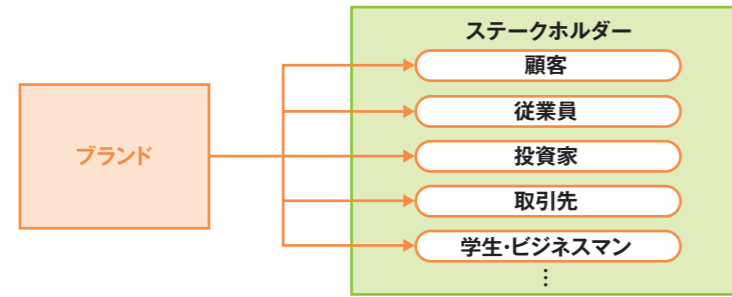 ステークホルダー
顧客
従業員
ブランド
投資家
取引先
学生・ビジネスマン
⋮